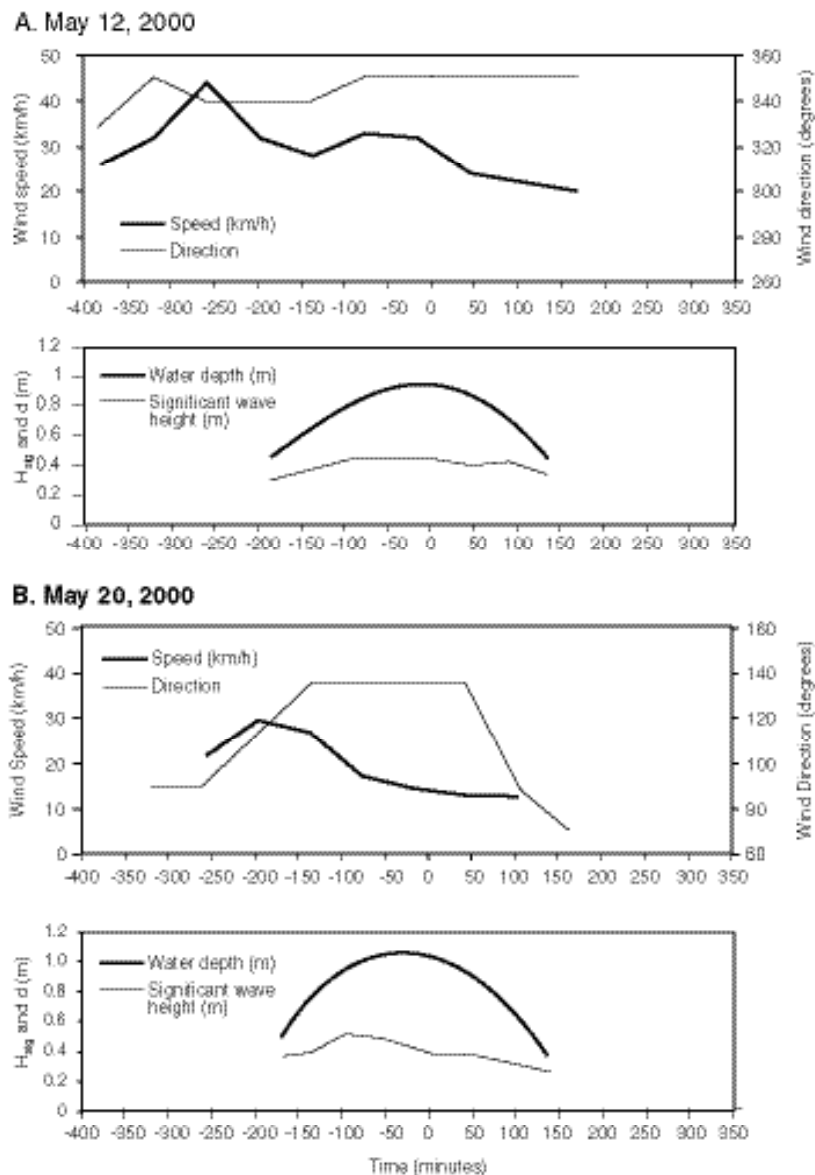 A. May 12, 2000
50
40
30
20
10
0
Wind speed (km/h)
360
340
320
300
280
260
Wind direction (degrees)
Speed (km/h)
Direction
-400 -350 -300 -250 -200 -150 -100 -50 0 50 100 150 200 250 300 350
1.2
1
0.8
0.6
0.4
0.2
0
Hsig and d (m)
Water depth (m)
Significant wave
height (m)
-400 -350 -300 -250 -200 -150 -100 -50 0 50 100 150 200 250 300 350
B. May 20, 2000
50
40
30
20
10
0
Wind Speed (km/h)
160
140
120
100
80
60
Wind Direction (degrees)
Speed (km/h)
Direction
-400 -350 -300 -250 -200 -150 -100 -50 0 50 100 150 200 250 300 350
1.2
1.0
0.8
0.6
0.4
0.2
0
Hsig and d (m)
Water depth (m)
Significant wave
height (m)
-400 -350 -300 -250 -200 -150 -100 -50 0 50 100 150 200 250 300 350
Time (minutes)